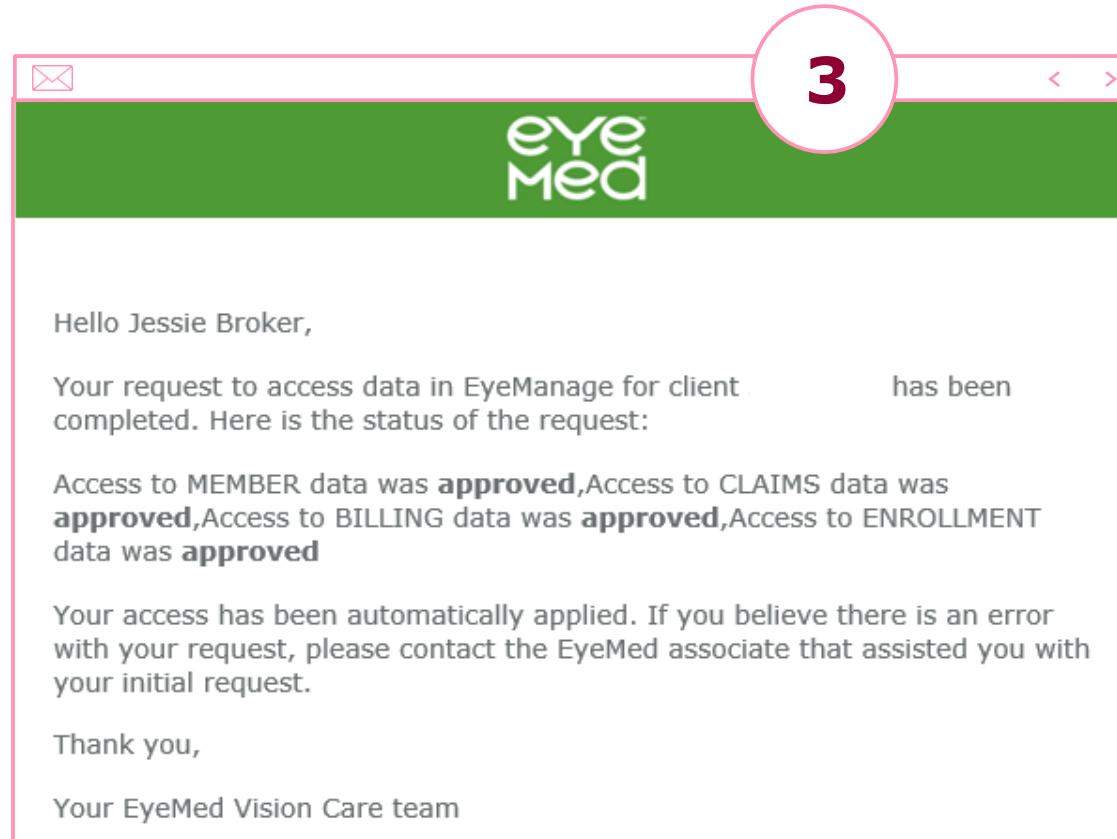 3
eye
med
Hello Jessie Broker,
Your request to access data in EyeManage for client has been
completed. Here is the status of the request:
Access to MEMBER data was approved,Access to CLAIMS data was
approved,Access to BILLING data was approved,Access to ENROLLMENT
data was approved
Your access has been automatically applied. If you believe there is an error
with your request, please contact the EyeMed associate that assisted you with
your initial request.
Thank you,
Your EyeMed Vision Care team